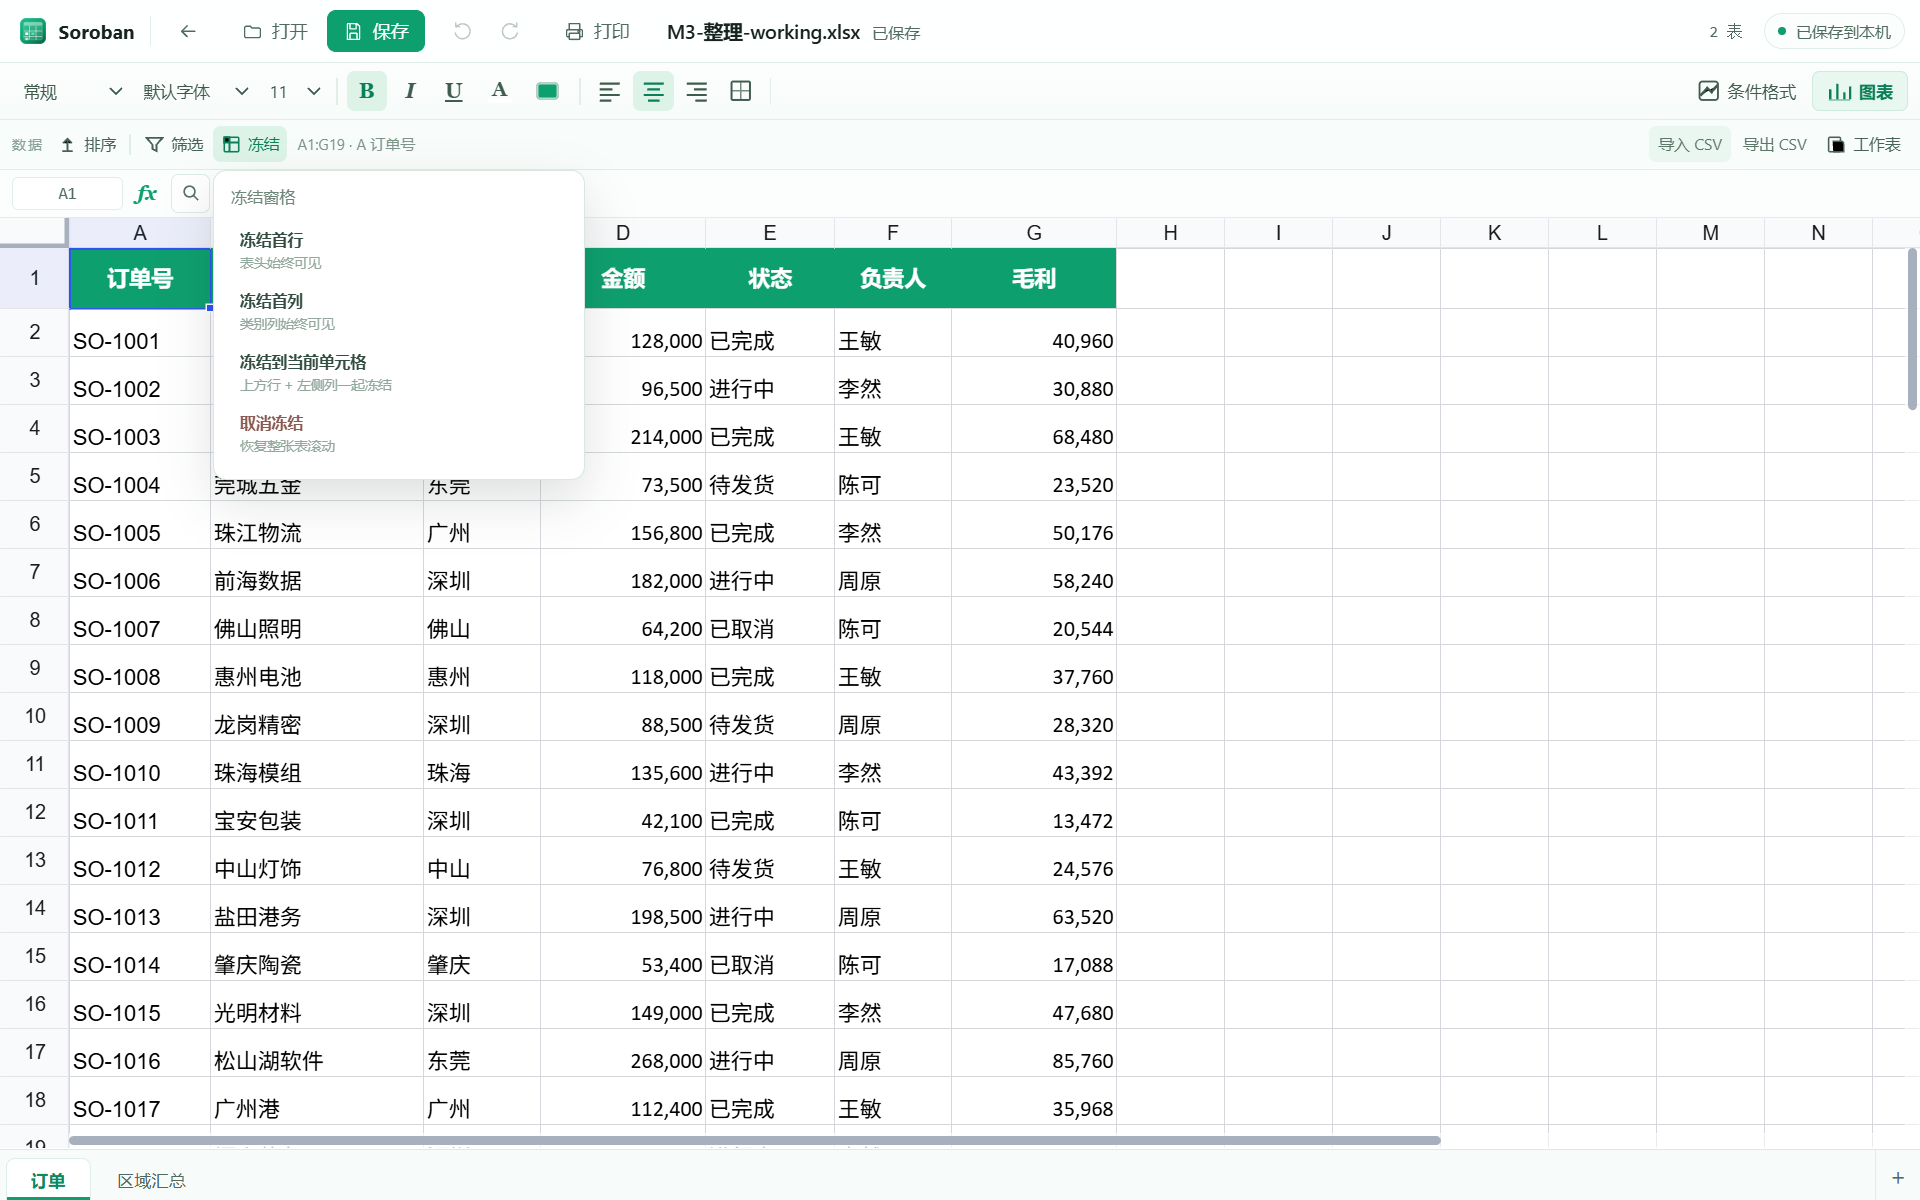 Soroban
打开
保存
打印
M3-整理-working.xlsx 已保存
2 表
已保存到本机
常规
默认字体
11
B I U A
条件格式
图表
数据
排序
筛选
冻结
A1:G19 · A 订单号
导入 CSV
导出 CSV
工作表
A1
fx
冻结窗格
冻结首行
表头始终可见
冻结首列
类别列始终可见
冻结到当前单元格
上方行 + 左侧列一起冻结
取消冻结
恢复整张表滚动
A D E F G H I J K L M N
1 订单号 金额 状态 负责人 毛利
2 SO-1001 128,000 已完成 王敏 40,960
3 SO-1002 96,500 进行中 李然 30,880
4 SO-1003 214,000 已完成 王敏 68,480
5 SO-1004 莞城五金 东莞 73,500 待发货 陈可 23,520
6 SO-1005 珠江物流 广州 156,800 已完成 李然 50,176
7 SO-1006 前海数据 深圳 182,000 进行中 周原 58,240
8 SO-1007 佛山照明 佛山 64,200 已取消 陈可 20,544
9 SO-1008 惠州电池 惠州 118,000 已完成 王敏 37,760
10 SO-1009 龙岗精密 深圳 88,500 待发货 周原 28,320
11 SO-1010 珠海模组 珠海 135,600 进行中 李然 43,392
12 SO-1011 宝安包装 深圳 42,100 已完成 陈可 13,472
13 SO-1012 中山灯饰 中山 76,800 待发货 王敏 24,576
14 SO-1013 盐田港务 深圳 198,500 进行中 周原 63,520
15 SO-1014 肇庆陶瓷 肇庆 53,400 已取消 陈可 17,088
16 SO-1015 光明材料 深圳 149,000 已完成 李然 47,680
17 SO-1016 松山湖软件 东莞 268,000 进行中 周原 85,760
18 SO-1017 广州港 广州 112,400 已完成 王敏 35,968
19
订单
区域汇总
+